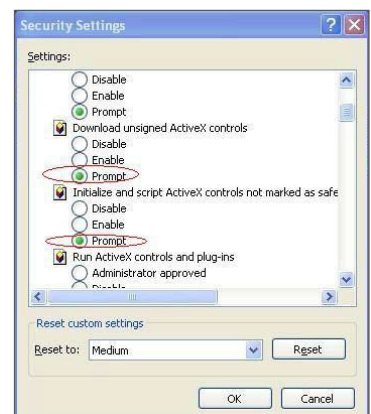 Security Settings
Settings:
Disable
Enable
Prompt
Download unsigned ActiveX controls
Disable
Enable
Prompt
Initialize and script ActiveX controls not marked as safe
Disable
Enable
Prompt
Run ActiveX controls and plug-ins
Administrator approved
Disable
Reset custom settings
Reset to: Medium Reset
OK Cancel